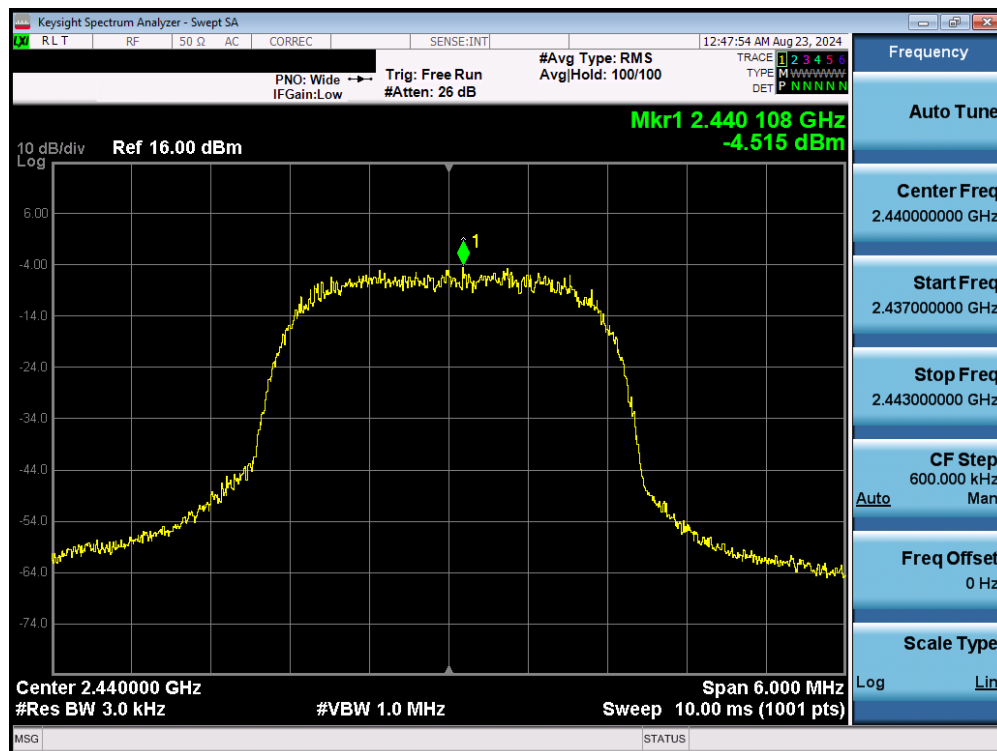 Keysight Spectrum Analyzer - Swept SA
LXI RLT RF 50 Ω AC CORREC SENSE:INT 12:47:54 AM Aug 23, 2024
PNO: Wide
IFGain:Low
Trig: Free Run
#Atten: 26 dB
#Avg Type: RMS
Avg|Hold: 100/100
TRACE 1 2 3 4 5 6
TYPE M WWWWW
DET P N N N N N
Mkr1 2.440 108 GHz
-4.515 dBm
10 dB/div
Log
Ref 16.00 dBm
1
6.00
-4.00
-14.0
-24.0
-34.0
-44.0
-54.0
-64.0
-74.0
Center 2.440000 GHz
Span 6.000 MHz
#Res BW 3.0 kHz
#VBW 1.0 MHz
Sweep 10.00 ms (1001 pts)
MSG
STATUS
Frequency
Auto Tune
Center Freq
2.440000000 GHz
Start Freq
2.437000000 GHz
Stop Freq
2.443000000 GHz
CF Step
600.000 kHz
Auto Man
Freq Offset
0 Hz
Scale Type
Log Lin